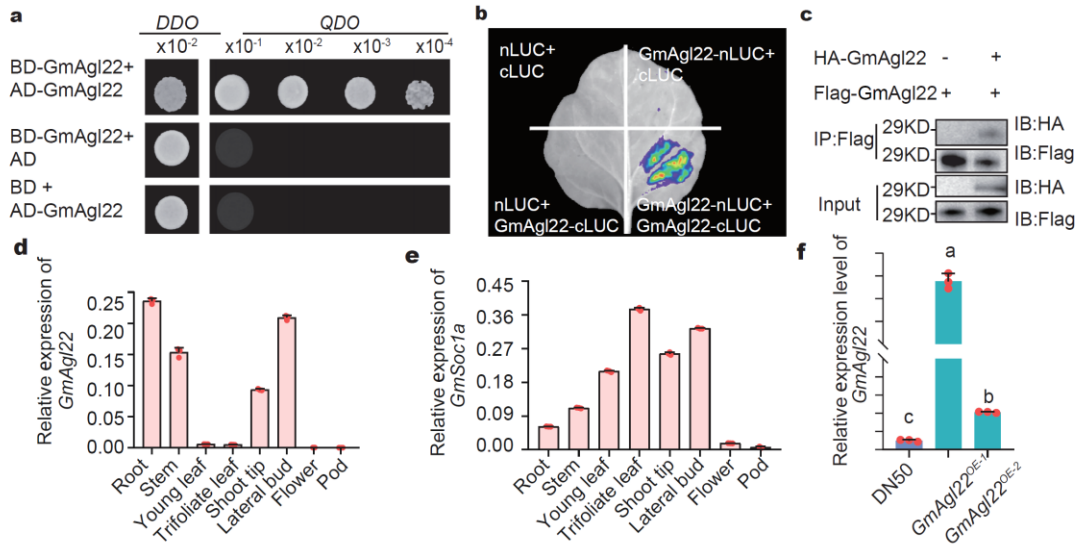 a
DDO QDO
x10-2 x10-1 x10-2 x10-3 x10-4
BD-GmAgl22+
AD-GmAgl22
BD-GmAgl22+
AD
BD +
AD-GmAgl22
b
nLUC+
cLUC
GmAgl22-nLUC+
cLUC
nLUC+
GmAgl22-cLUC
GmAgl22-nLUC+
GmAgl22-cLUC
c
HA-GmAgl22 - +
Flag-GmAgl22 + +
IP:Flag
29KD IB:HA
29KD IB:Flag
Input
29KD IB:HA
29KD IB:Flag
d
Relative expression of
GmAgl22
0.25
0.20
0.15
0.10
0.05
0.00
Root
Stem
Young leaf
Trifoliate leaf
Shoot tip
Lateral bud
Flower
Pod
e
Relative expression of
GmSoc1a
0.45
0.36
0.27
0.18
0.09
0.00
Root
Stem
Young leaf
Trifoliate leaf
Shoot tip
Lateral bud
Flower
Pod
f
Relative expression level of
GmAgl22
c
a
b
DN50
GmAgl22OE-1
GmAgl22OE-2